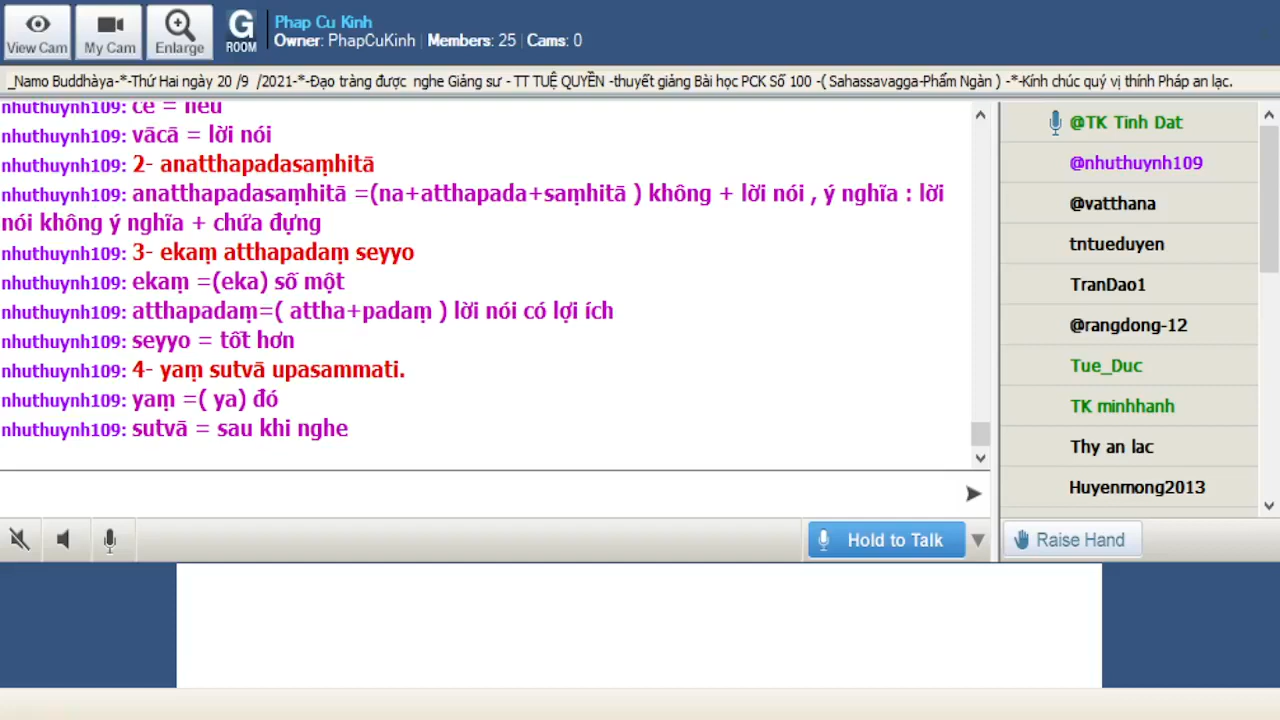 View Cam
My Cam
Enlarge
G
ROOM
Phap Cu Kinh
Owner: PhapCuKinh | Members: 25 | Cams: 0
_Namo Buddhàya-*-Thứ Hai ngày 20 /9 /2021-*-Đạo tràng được nghe Giảng sư - TT TUỆ QUYỀN -thuyết giảng Bài học PCK Số 100 -( Sahassavagga-Phẩm Ngàn ) -*-Kính chúc quý vị thính Pháp an lạc.
nhuthuynh109: ce = nếu
nhuthuynh109: vācā = lời nói
nhuthuynh109: 2- anatthapadasaṃhitā
nhuthuynh109: anatthapadasaṃhitā =(na+atthapada+saṃhitā ) không + lời nói , ý nghĩa : lời
nói không ý nghĩa + chứa đựng
nhuthuynh109: 3- ekaṃ atthapadaṃ seyyo
nhuthuynh109: ekaṃ =(eka) số một
nhuthuynh109: atthapadaṃ=( attha+padaṃ ) lời nói có lợi ích
nhuthuynh109: seyyo = tốt hơn
nhuthuynh109: 4- yaṃ sutvā upasammati.
nhuthuynh109: yaṃ =( ya) đó
nhuthuynh109: sutvā = sau khi nghe
@TK Tinh Dat
@nhuthuynh109
@vatthana
tntueduyen
TranDao1
@rangdong-12
Tue_Duc
TK minhhanh
Thy an lac
Huyenmong2013
Hold to Talk
Raise Hand